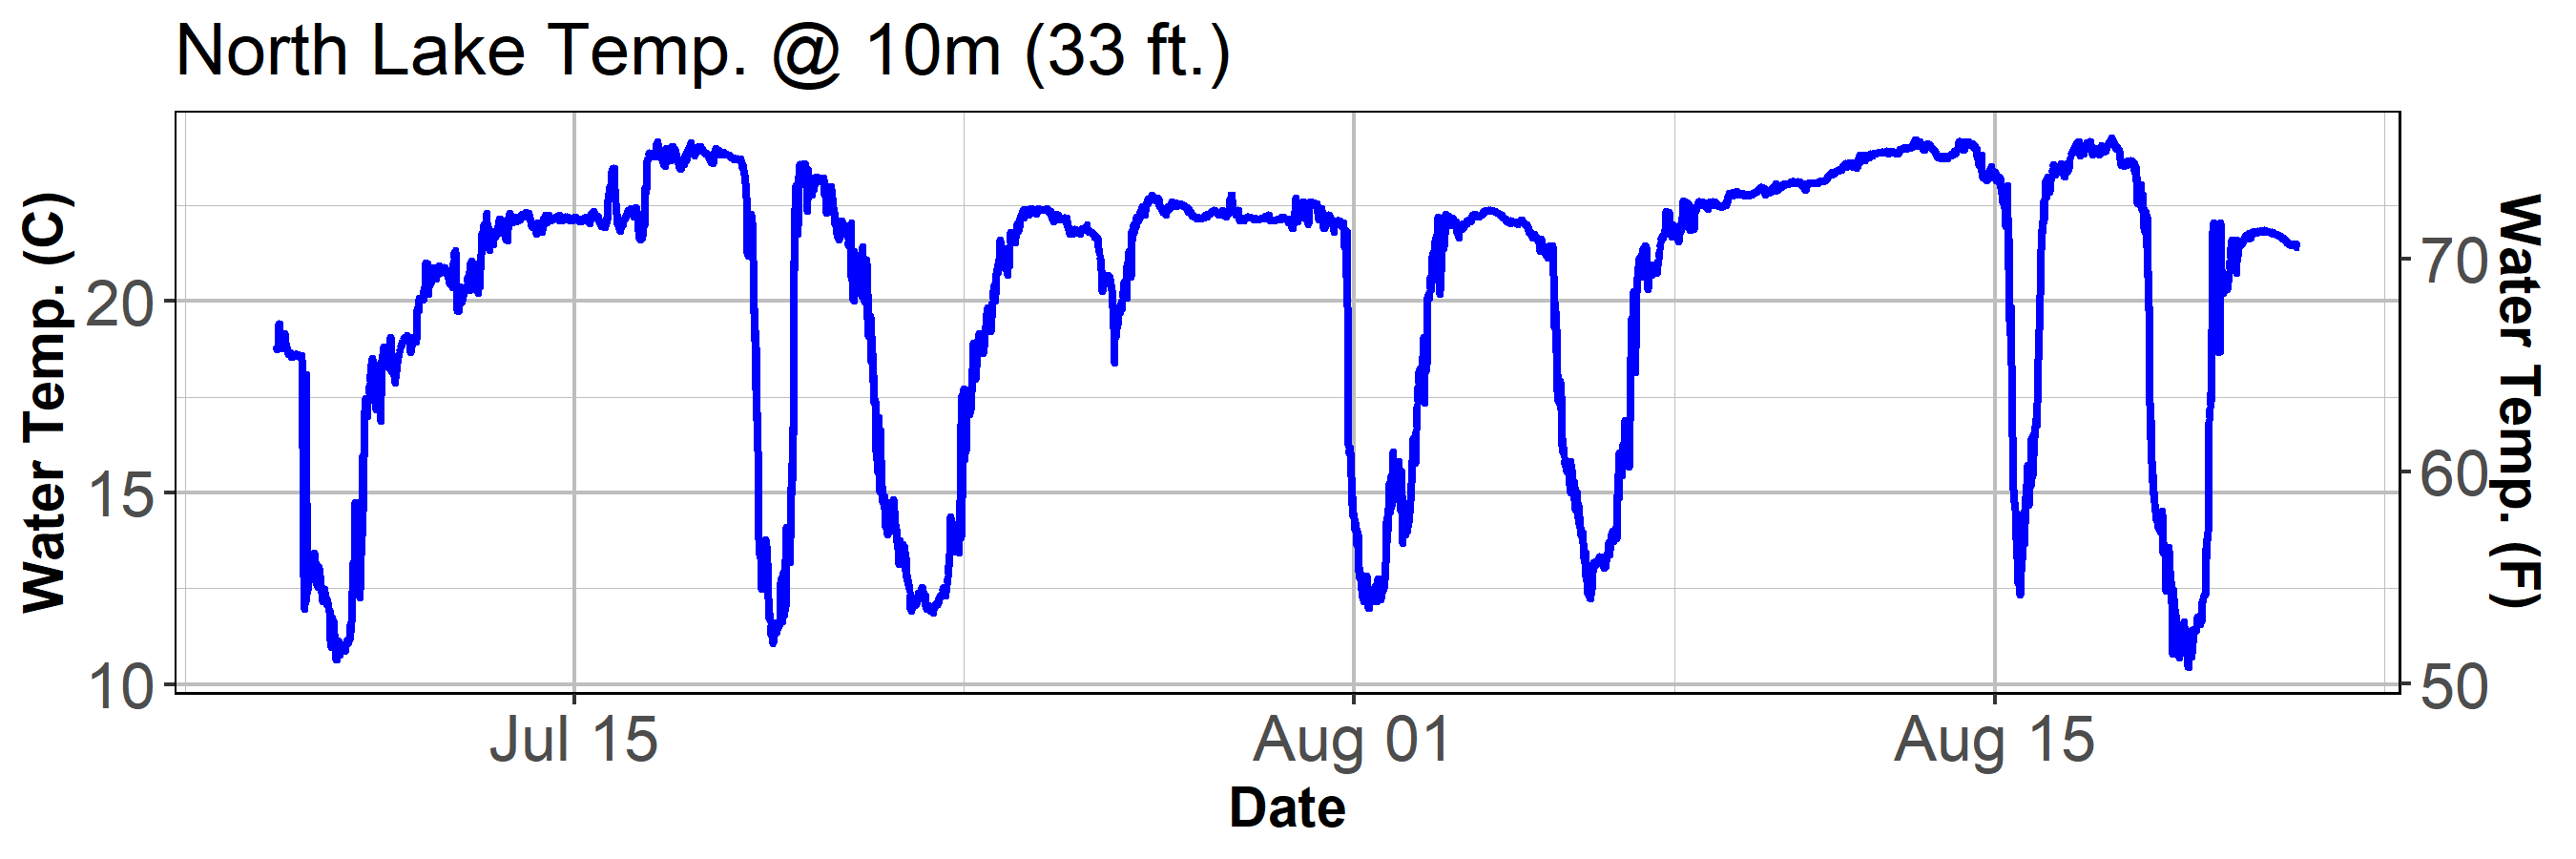 North Lake Temp. @ 10m (33 ft.)
Water Temp. (C)
20
15
10
70
60
50
Water Temp. (F)
Jul 15
Aug 01
Aug 15
Date